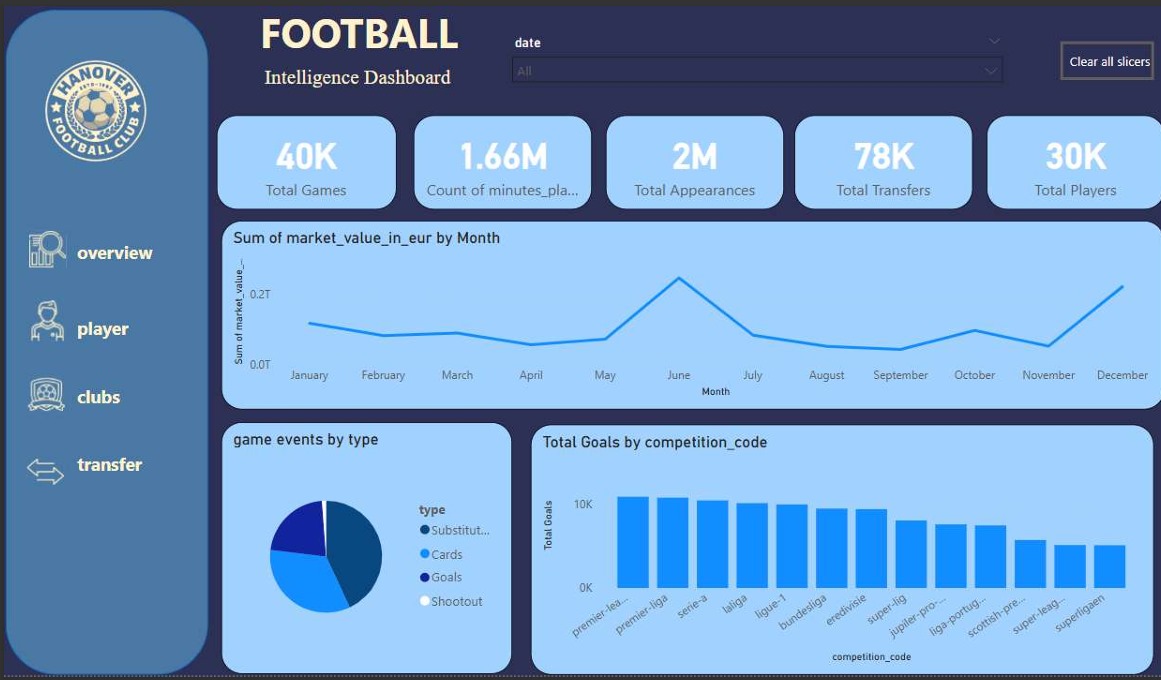 FOOTBALL
Intelligence Dashboard
date
All
Clear all slicers
HANOVER
FOOTBALL CLUB
overview
player
clubs
transfer
40K
Total Games
1.66M
Count of minutes_pla...
2M
Total Appearances
78K
Total Transfers
30K
Total Players
Sum of market_value_in_eur by Month
Sum of market_value_...
0.2T
0.0T
January February March April May June July August September October November December
Month
game events by type
type
Substitut...
Cards
Goals
Shootout
Total Goals by competition_code
Total Goals
10K
0K
premier-lea... premier-liga serie-a laliga ligue-1 bundesliga eredivisie super-lig jupiler-pro-... liga-portug... scottish-pre... super-leag... superligaen
competition_code